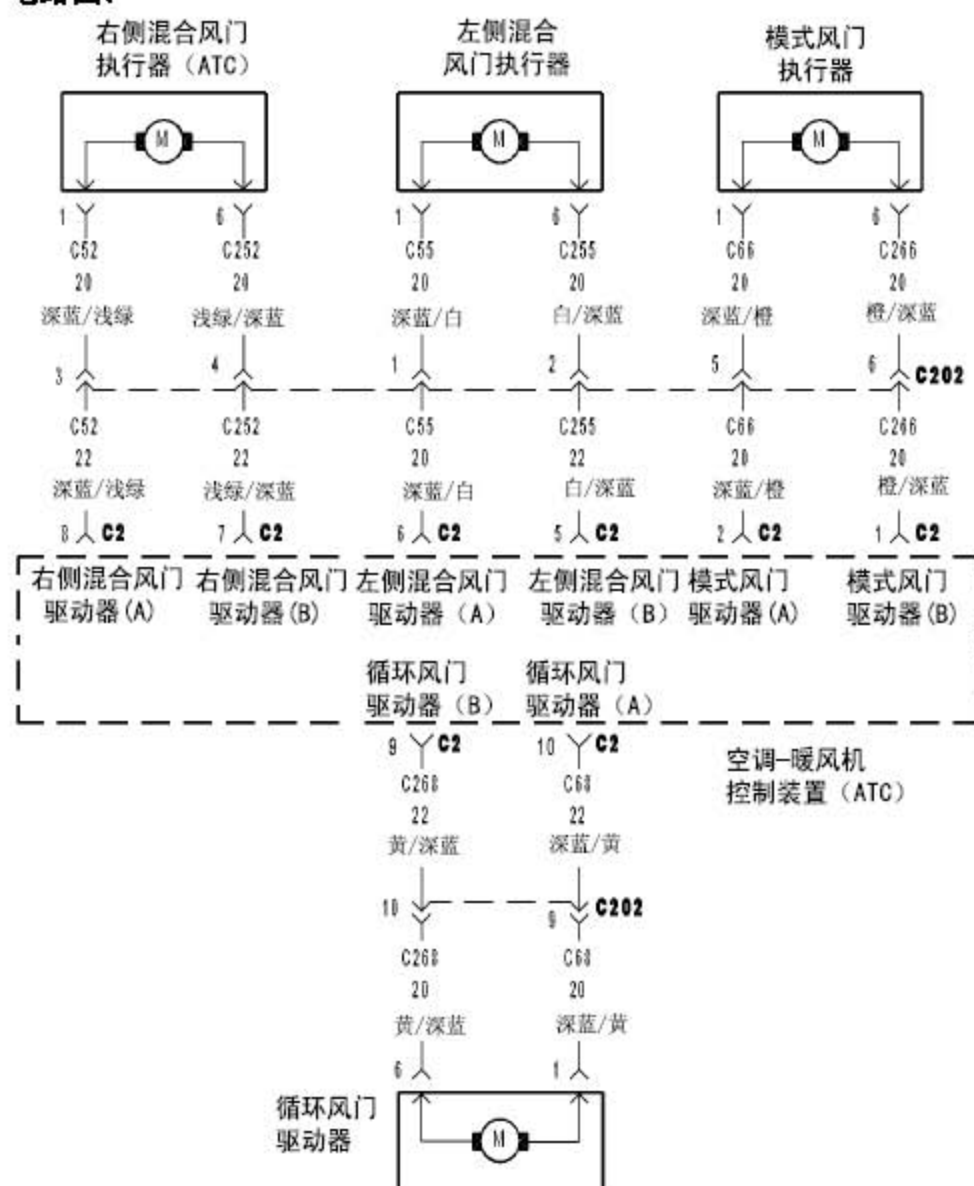 右侧混合风门
执行器（ATC）
左侧混合
风门执行器
模式风门
执行器
M M M
1 6 1 6 1 6
C52 C252 C55 C255 C66 C266
20 20 20 20 20 20
深蓝/浅绿 浅绿/深蓝 深蓝/白 白/深蓝 深蓝/橙 橙/深蓝
3 4 1 2 5 6 C202
C52 C252 C55 C255 C66 C266
22 22 20 22 20 20
深蓝/浅绿 浅绿/深蓝 深蓝/白 白/深蓝 深蓝/橙 橙/深蓝
8 C2 7 C2 6 C2 5 C2 2 C2 1 C2
右侧混合风门
驱动器(A)
右侧混合风门
驱动器(B)
左侧混合风门
驱动器（A）
左侧混合风门
驱动器（B）
模式风门
驱动器(A)
模式风门
驱动器(B)
循环风门
驱动器（B）
循环风门
驱动器（A）
9 C2 10 C2
空调-暖风机
控制装置（ATC）
C268 C68
22 22
黄/深蓝 深蓝/黄
10 9 C202
C268 C68
20 20
黄/深蓝 深蓝/黄
6 1
循环风门
驱动器
M